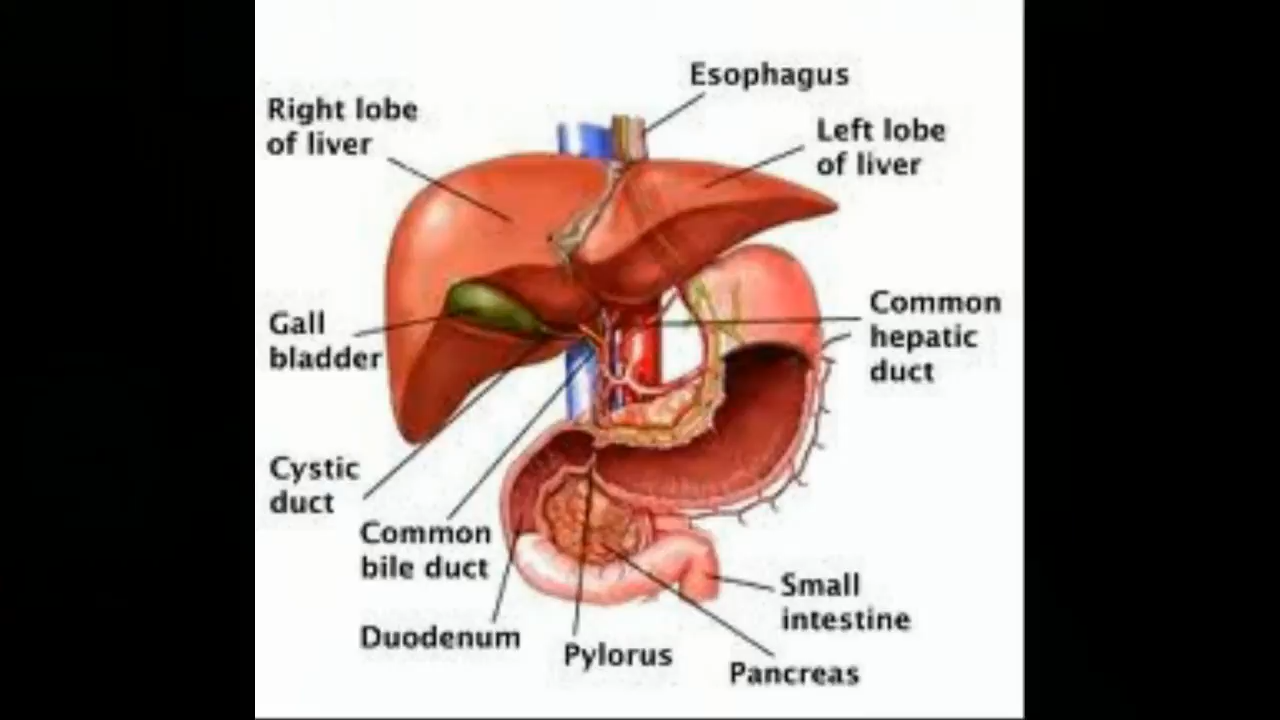 Esophagus
Right lobe
of liver
Left lobe
of liver
Gall
bladder
Common
hepatic
duct
Cystic
duct
Common
bile duct
Small
intestine
Duodenum
Pylorus
Pancreas